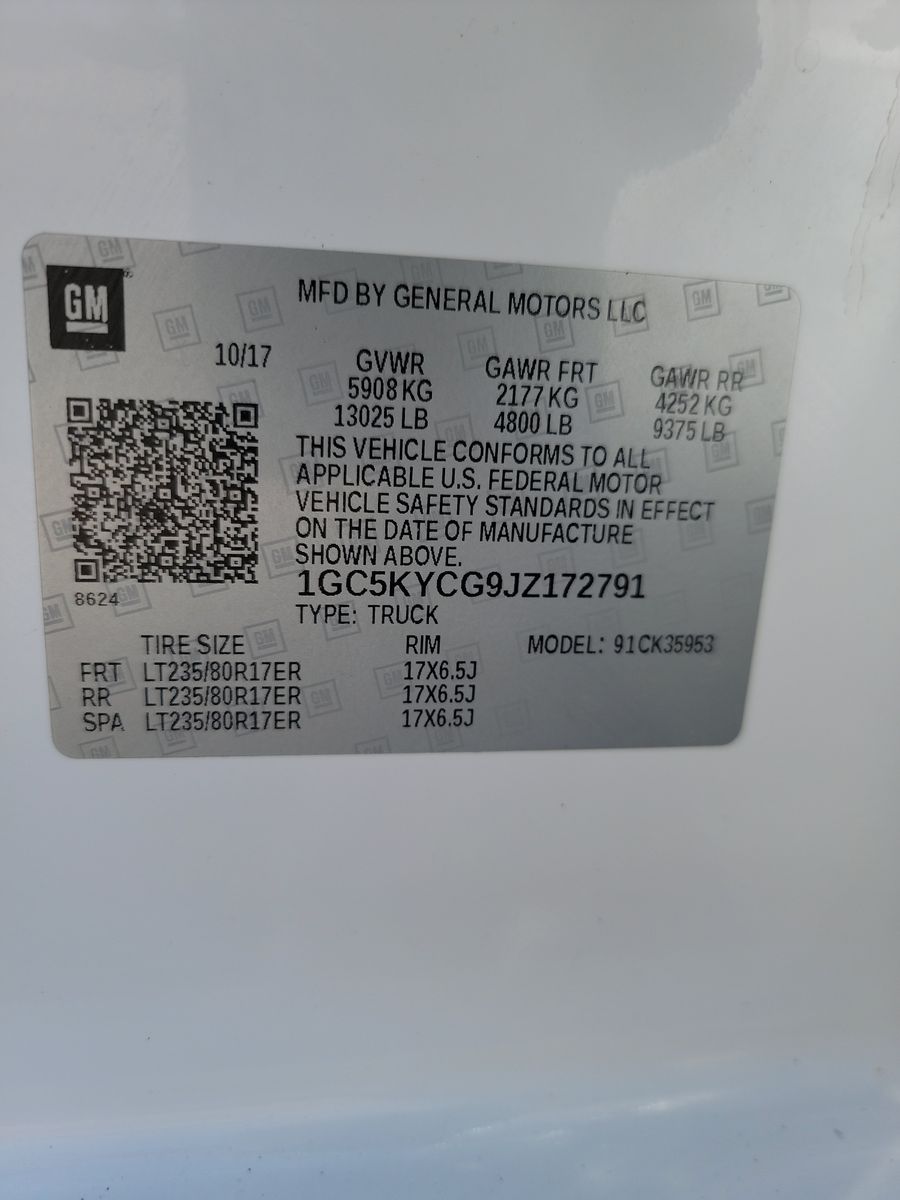 GM
MFD BY GENERAL MOTORS LLC
10/17 GVWR GAWR FRT GAWR RR
5908 KG 2177 KG 4252 KG
13025 LB 4800 LB 9375 LB
THIS VEHICLE CONFORMS TO ALL
APPLICABLE U.S. FEDERAL MOTOR
VEHICLE SAFETY STANDARDS IN EFFECT
ON THE DATE OF MANUFACTURE
SHOWN ABOVE.
8624 1GC5KYCG9JZ172791
TYPE: TRUCK
TIRE SIZE RIM MODEL: 91CK35953
FRT LT235/80R17ER 17X6.5J
RR LT235/80R17ER 17X6.5J
SPA LT235/80R17ER 17X6.5J